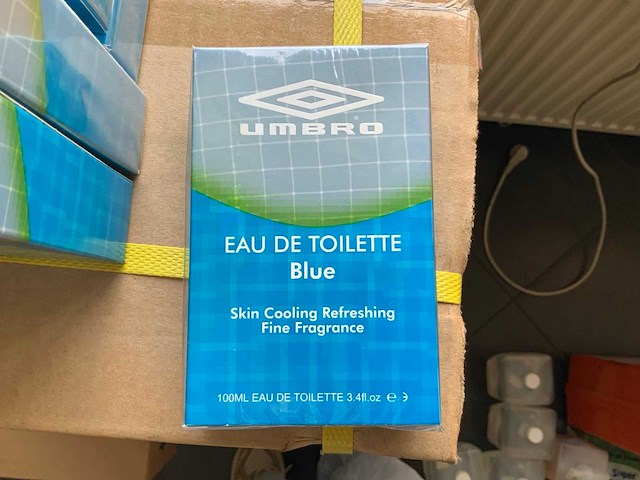 UMBRO
EAU DE TOILETTE
Blue
Skin Cooling Refreshing
Fine Fragrance
100ML EAU DE TOILETTE 3.4fl.oz ℮ ϶